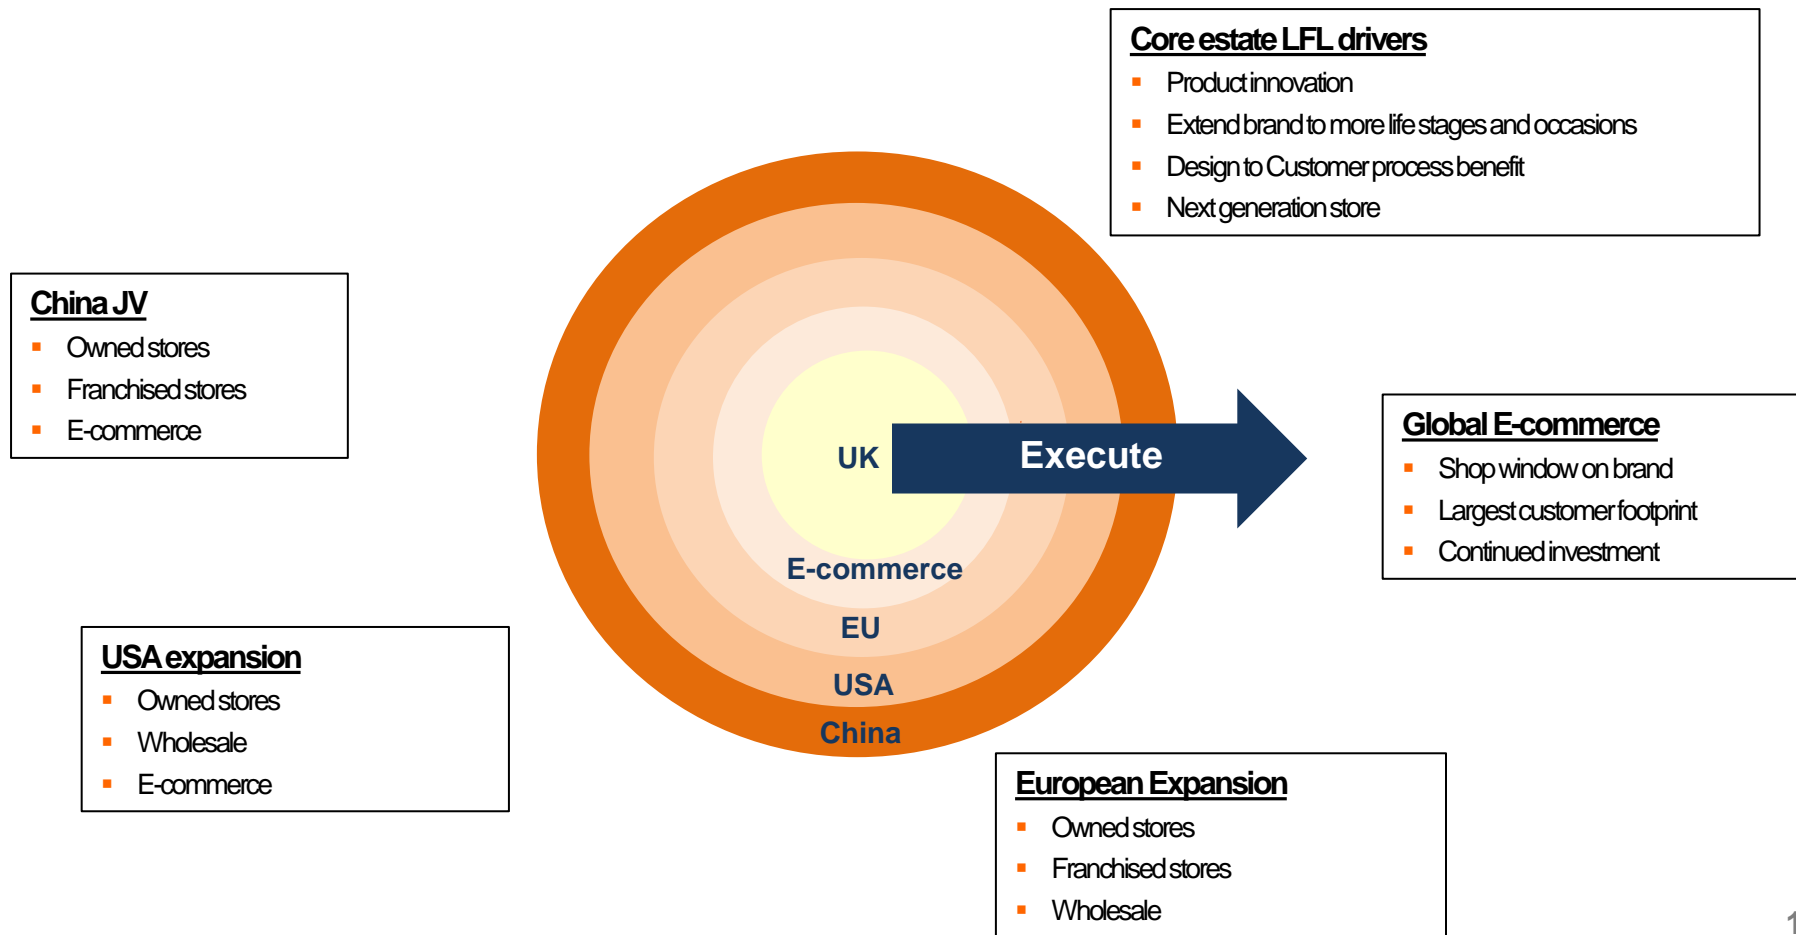 Core estate LFL drivers
Product innovation
Extend brand to more life stages and occasions
Design to Customer process benefit
Next generation store
China JV
Owned stores
Franchised stores
E-commerce
UK
Execute
E-commerce
EU
USA
China
Global E-commerce
Shop window on brand
Largest customer footprint
Continued investment
USA expansion
Owned stores
Wholesale
E-commerce
European Expansion
Owned stores
Franchised stores
Wholesale